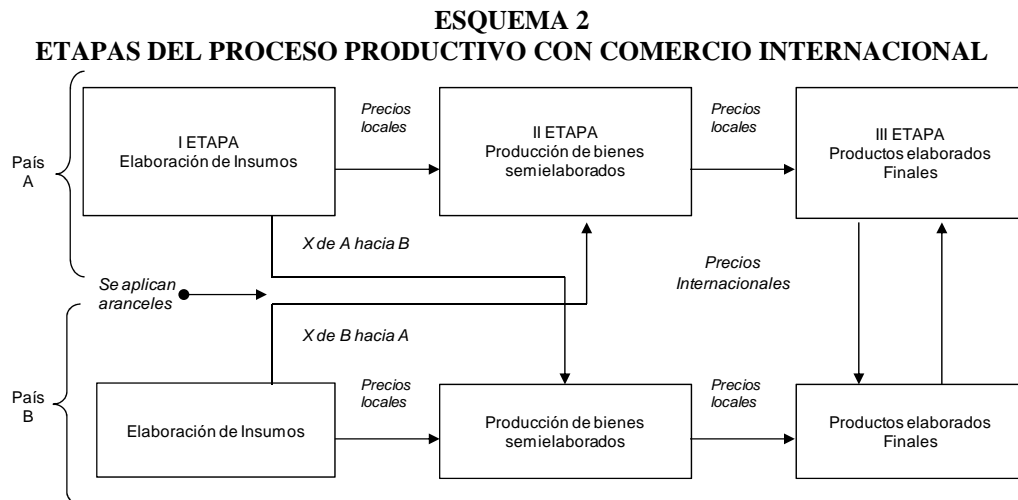 ESQUEMA 2
ETAPAS DEL PROCESO PRODUCTIVO CON COMERCIO INTERNACIONAL
País
A
I ETAPA
Elaboración de Insumos
Precios
locales
II ETAPA
Producción de bienes
semielaborados
Precios
locales
III ETAPA
Productos elaborados
Finales
X de A hacia B
Se aplican
aranceles
Precios
Internacionales
X de B hacia A
País
B
Elaboración de Insumos
Precios
locales
Producción de bienes
semielaborados
Precios
locales
Productos elaborados
Finales